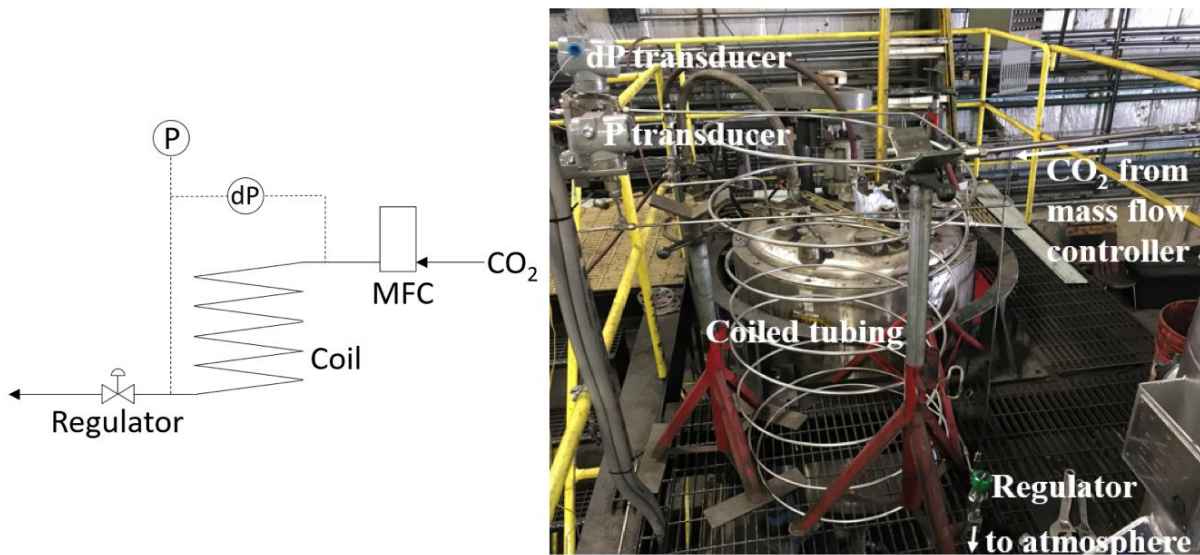 P
dP
CO₂
MFC
Coil
Regulator
dP transducer
P transducer
CO₂ from
mass flow
controller
Coiled tubing
Regulator
to atmosphere